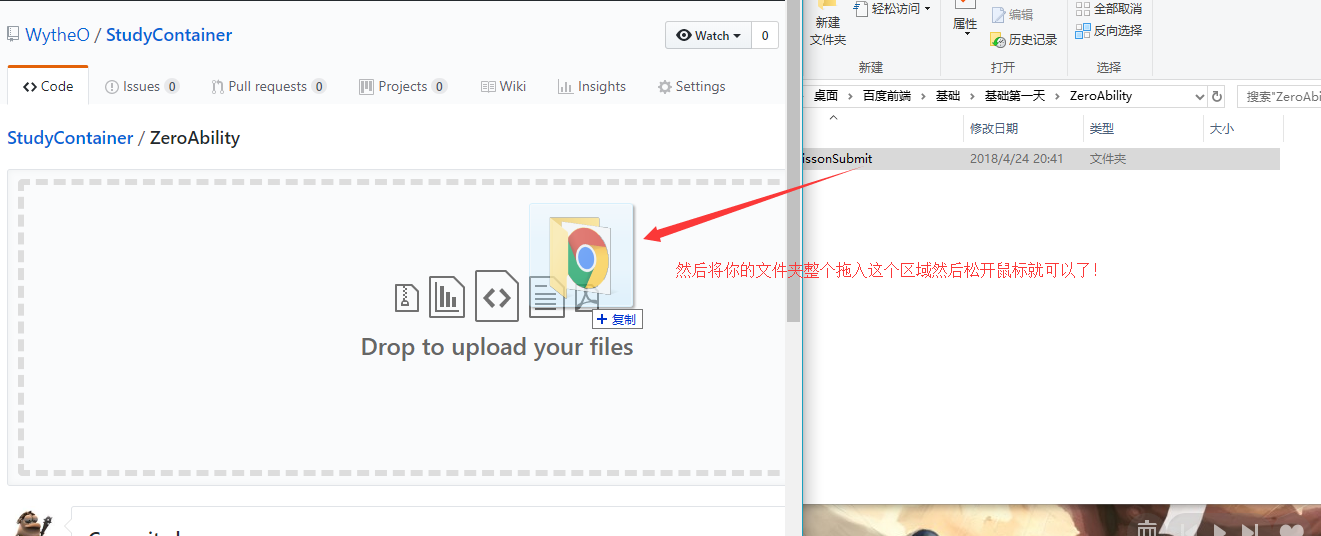 WytheO / StudyContainer
Watch
0
Code
Issues 0
Pull requests 0
Projects 0
Wiki
Insights
Settings
StudyContainer / ZeroAbility
复制
Drop to upload your files
新建
文件夹
轻松访问
新建
属性
编辑
历史记录
打开
全部取消
反向选择
选择
桌面 > 百度前端 > 基础 > 基础第一天 > ZeroAbility
搜索"ZeroAbi
修改日期
类型
大小
issonSubmit
2018/4/24 20:41
文件夹
然后将你的文件夹整个拖入这个区域然后松开鼠标就可以了!